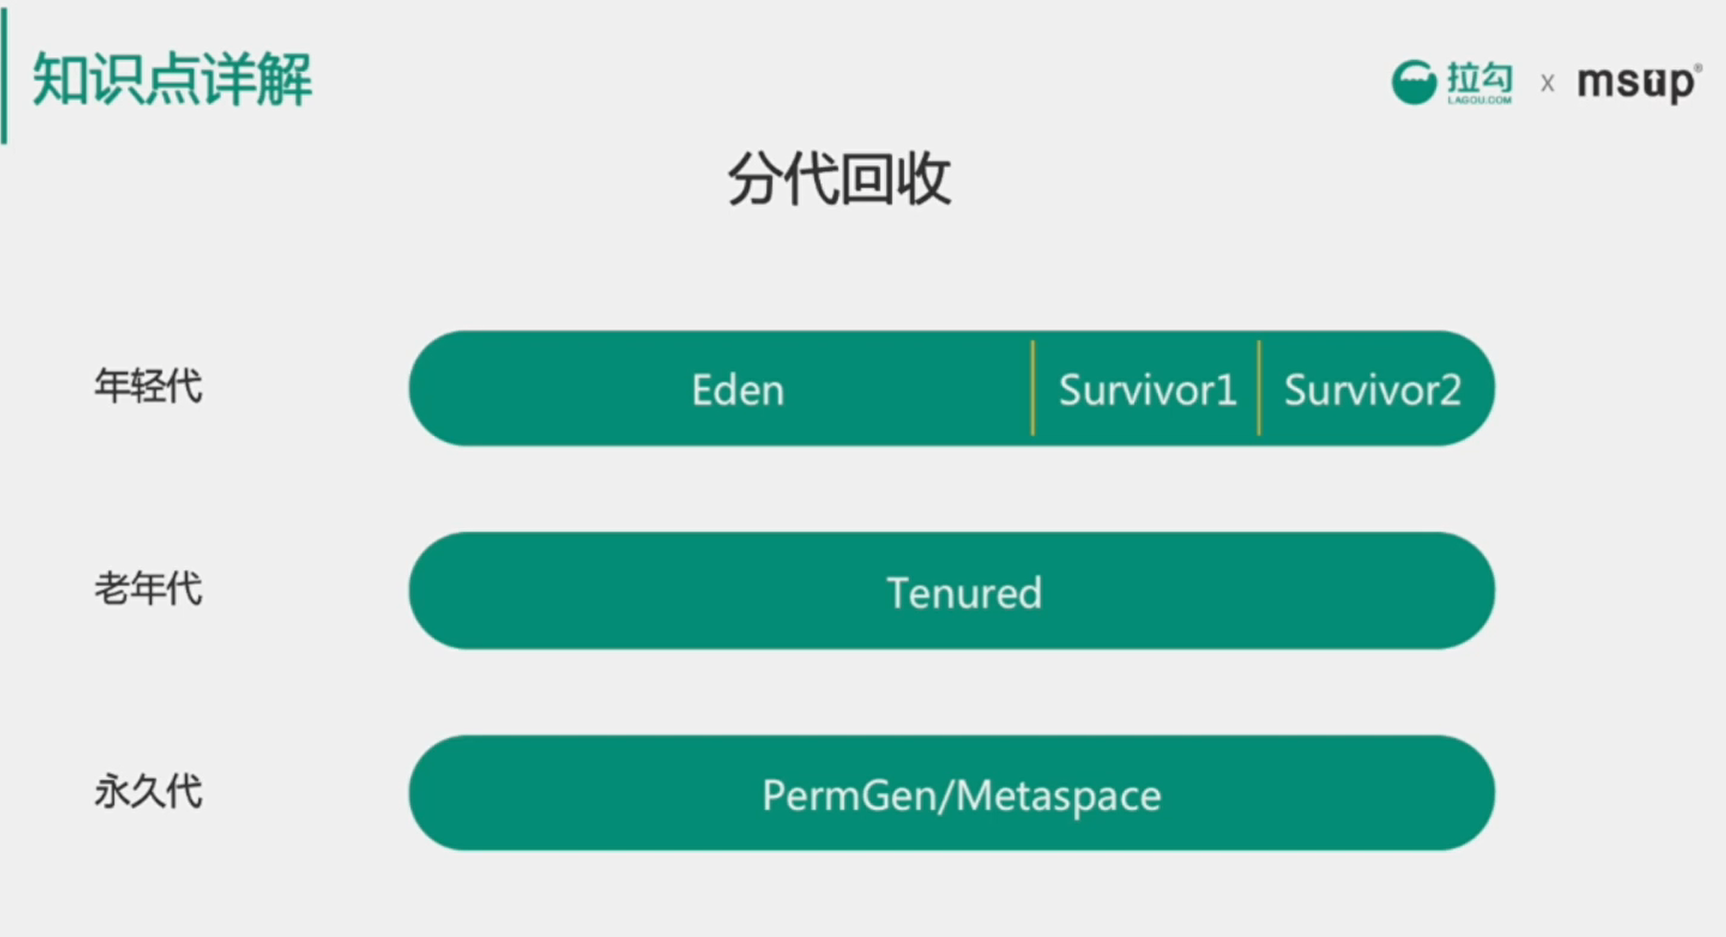 知识点详解
拉勾
LAGOU.COM
x
msup®
分代回收
年轻代
Eden
Survivor1
Survivor2
老年代
Tenured
永久代
PermGen/Metaspace